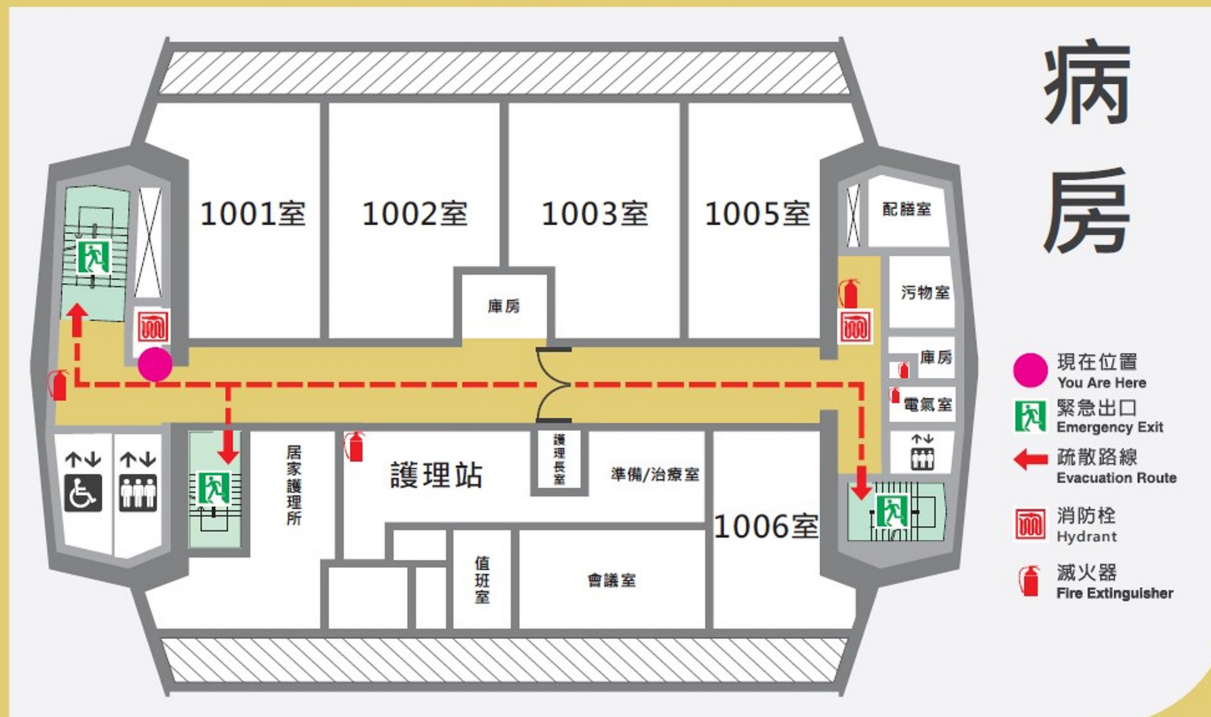 病房
1001室
1002室
1003室
1005室
庫房
配膳室
污物室
庫房
電氣室
居家護理所
護理站
護理長室
準備/治療室
1006室
值班室
會議室
現在位置
You Are Here
緊急出口
Emergency Exit
疏散路線
Evacuation Route
消防栓
Hydrant
滅火器
Fire Extinguisher